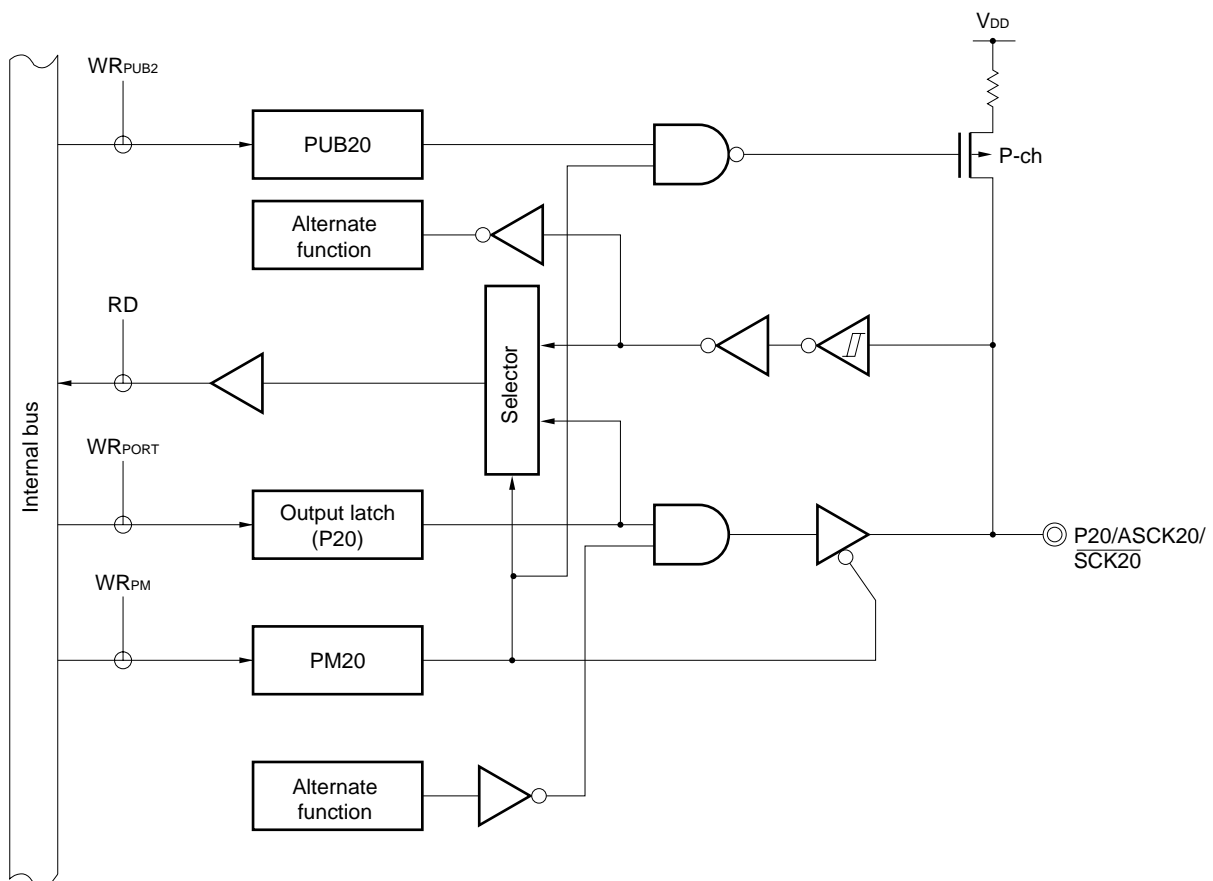 VDD
WRPUB2
PUB20
P-ch
Alternate
function
RD
Selector
Internal bus
WRPORT
Output latch
(P20)
P20/ASCK20/
SCK20
WRPM
PM20
Alternate
function